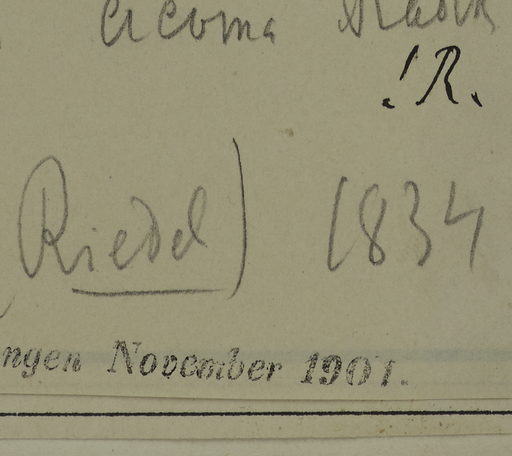 !R.
Riedel) 1834
ngen November 1901.